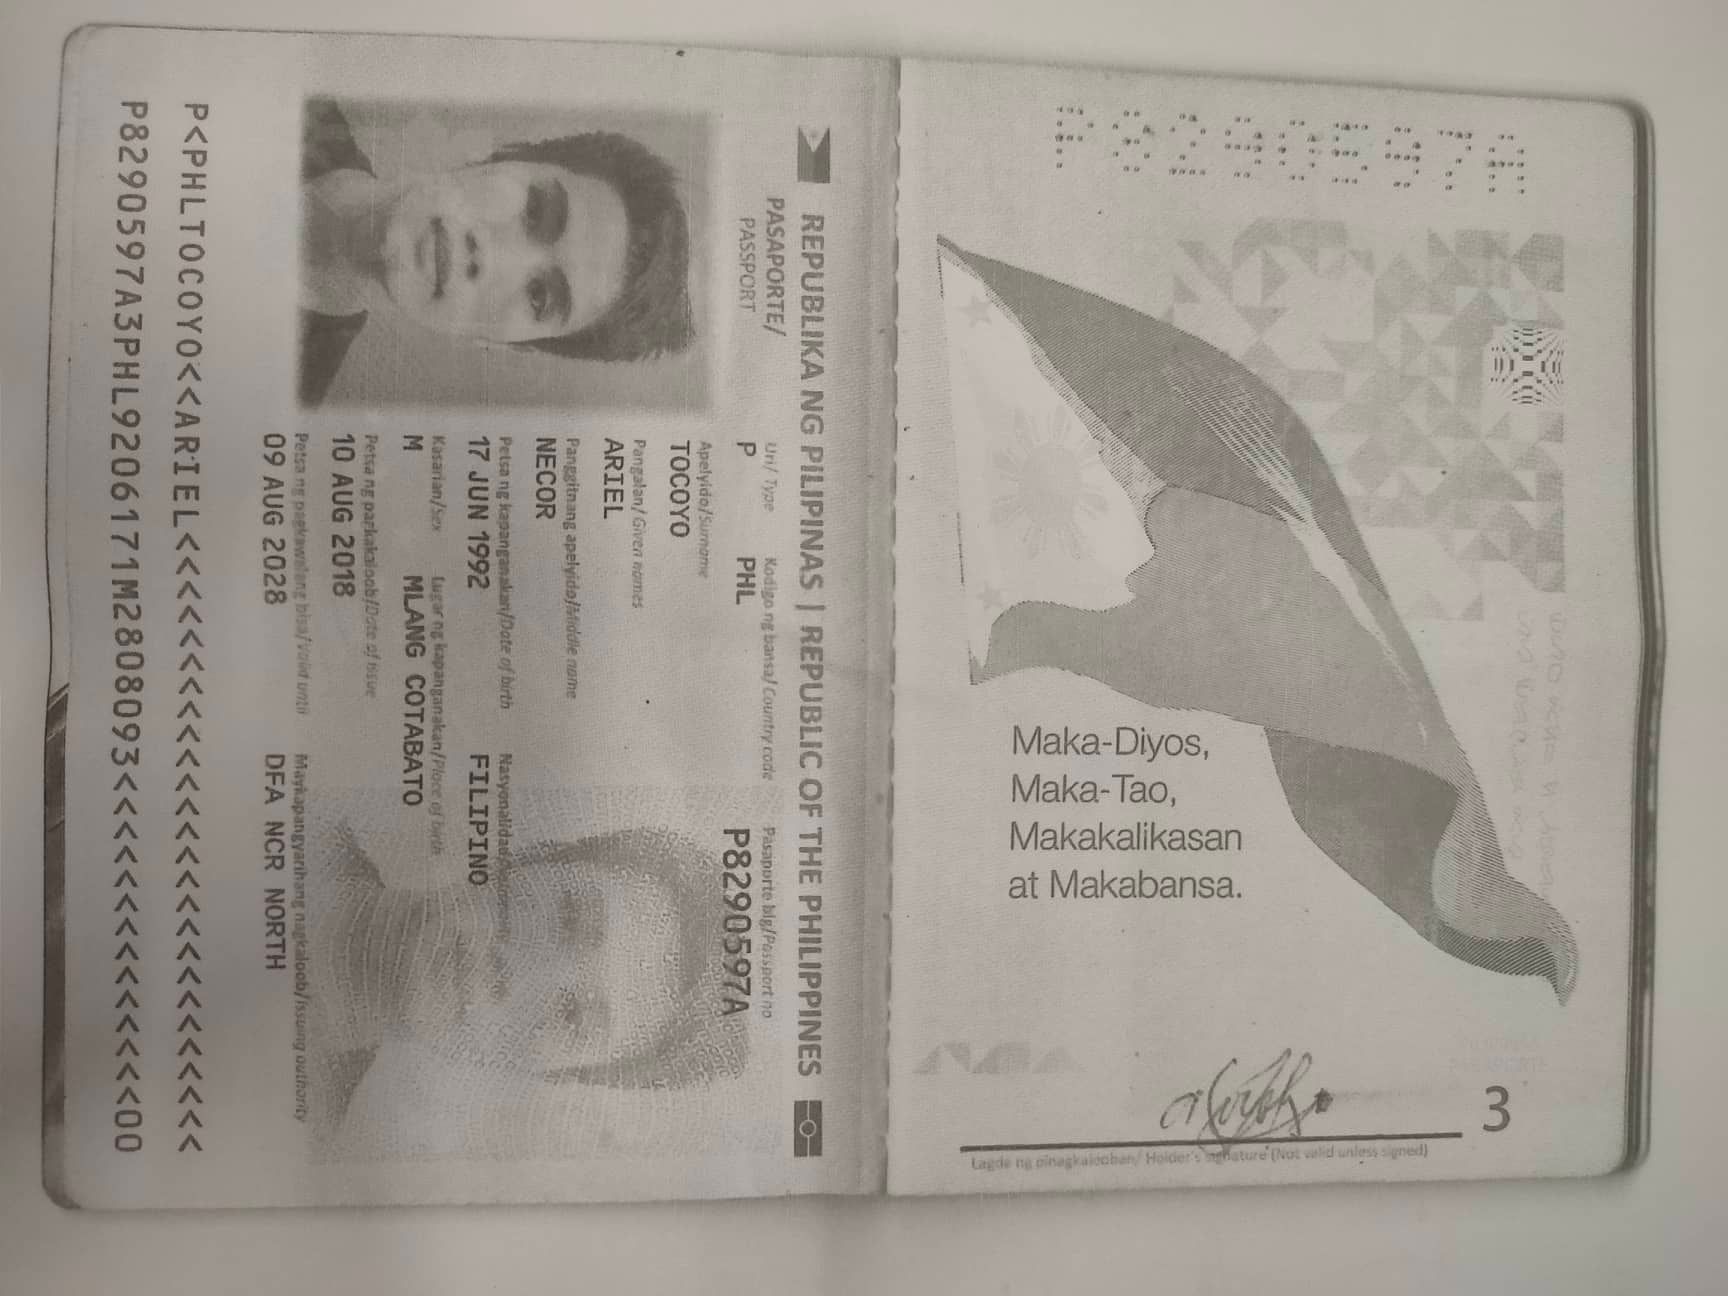 P8290597A
Maka-Diyos,
Maka-Tao,
Makakalikasan
at Makabansa.
3
Lagda ng pinagkalooban/ Holder's signature (Not valid unless signed)
REPUBLIKA NG PILIPINAS | REPUBLIC OF THE PHILIPPINES
PASAPORTE/
PASSPORT
Uri/ Type Kodigo ng bansa/ Country code Pasaporte blg/Passport no
P PHL P8290597A
Apelyido/Surname
TOCOYO
Pangalan/ Given names
ARIEL
Panggitnang apelyido/Middle name
NECOR
Petsa ng kapanganakan/Date of birth Nasyonalidad/
17 JUN 1992 FILIPINO
Kasarian/Sex Lugar ng kapanganakan/Place of birth
M MLANG COTABATO
Petsa ng pagkakaloob/Date of issue
10 AUG 2018
Petsa ng pagkawalang bisa/Valid until Maykapangyarihang nagkaloob/Issuing authority
09 AUG 2028 DFA NCR NORTH
P<PHLTOCOYO<<ARIEL<<<<<<<<<<<<<<<<<<<<<<<<<<
P8290597A3PHL9206171M2808093<<<<<<<<<<<<<<00